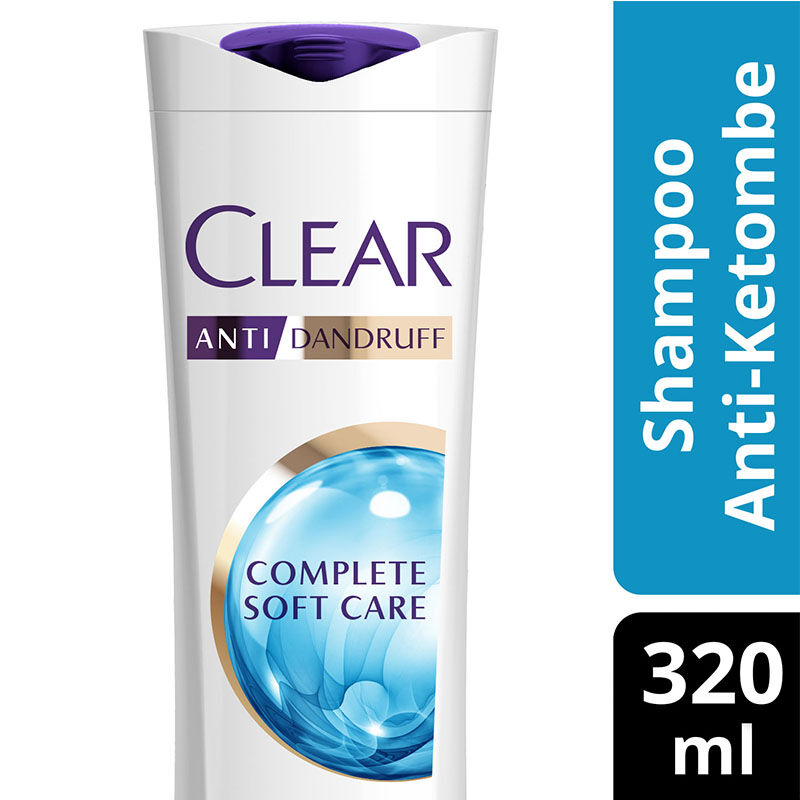 CLEAR
ANTI DANDRUFF
COMPLETE
SOFT CARE
Shampoo
Anti-Ketombe
320
ml